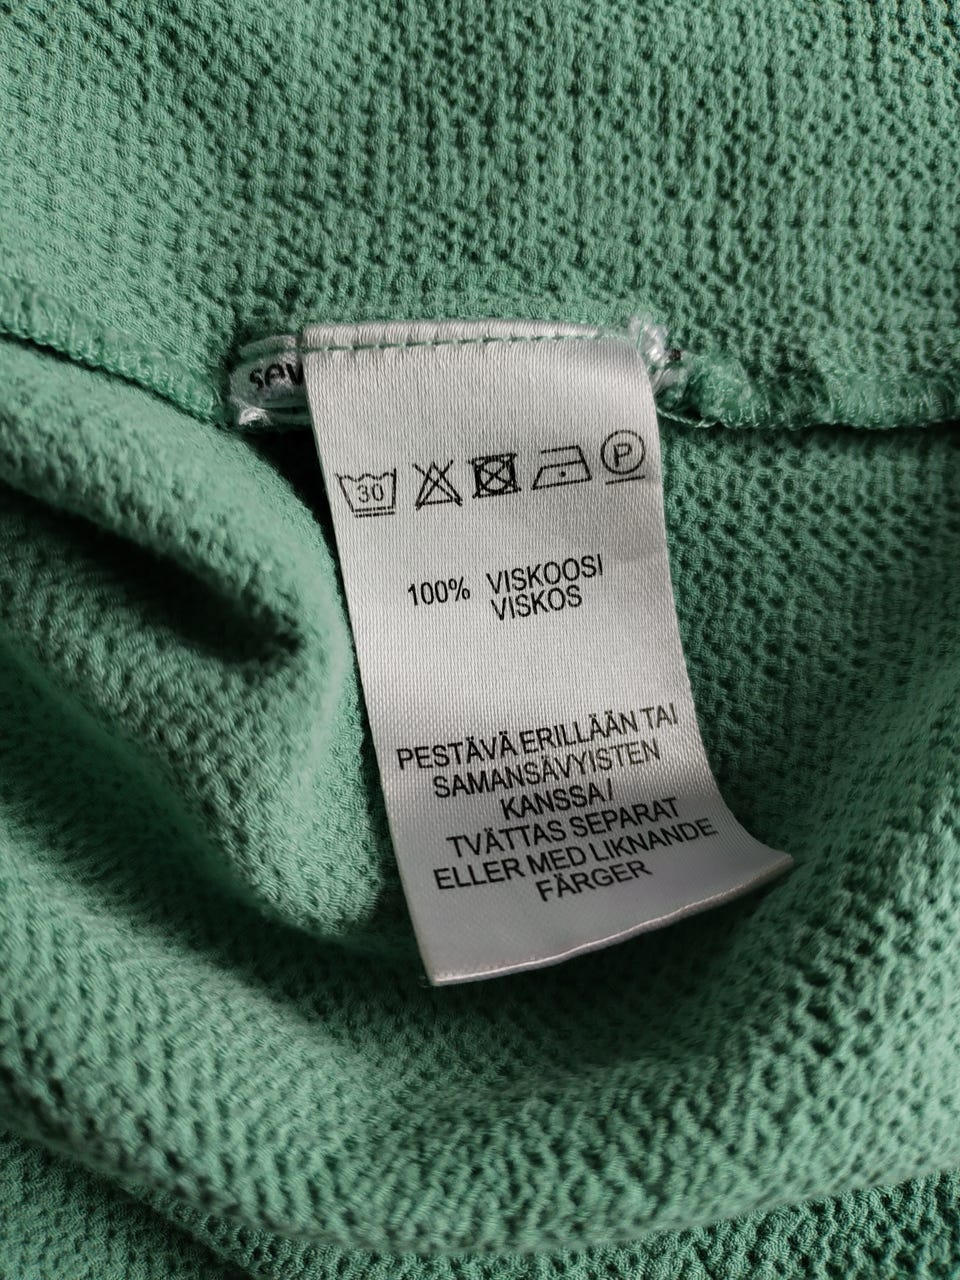 30 P
100% VISKOOSI
VISKOS
PESTÄVÄ ERILLÄÄN TAI
SAMANSÄVYISTEN
KANSSA/
TVÄTTAS SEPARAT
ELLER MED LIKNANDE
FÄRGER